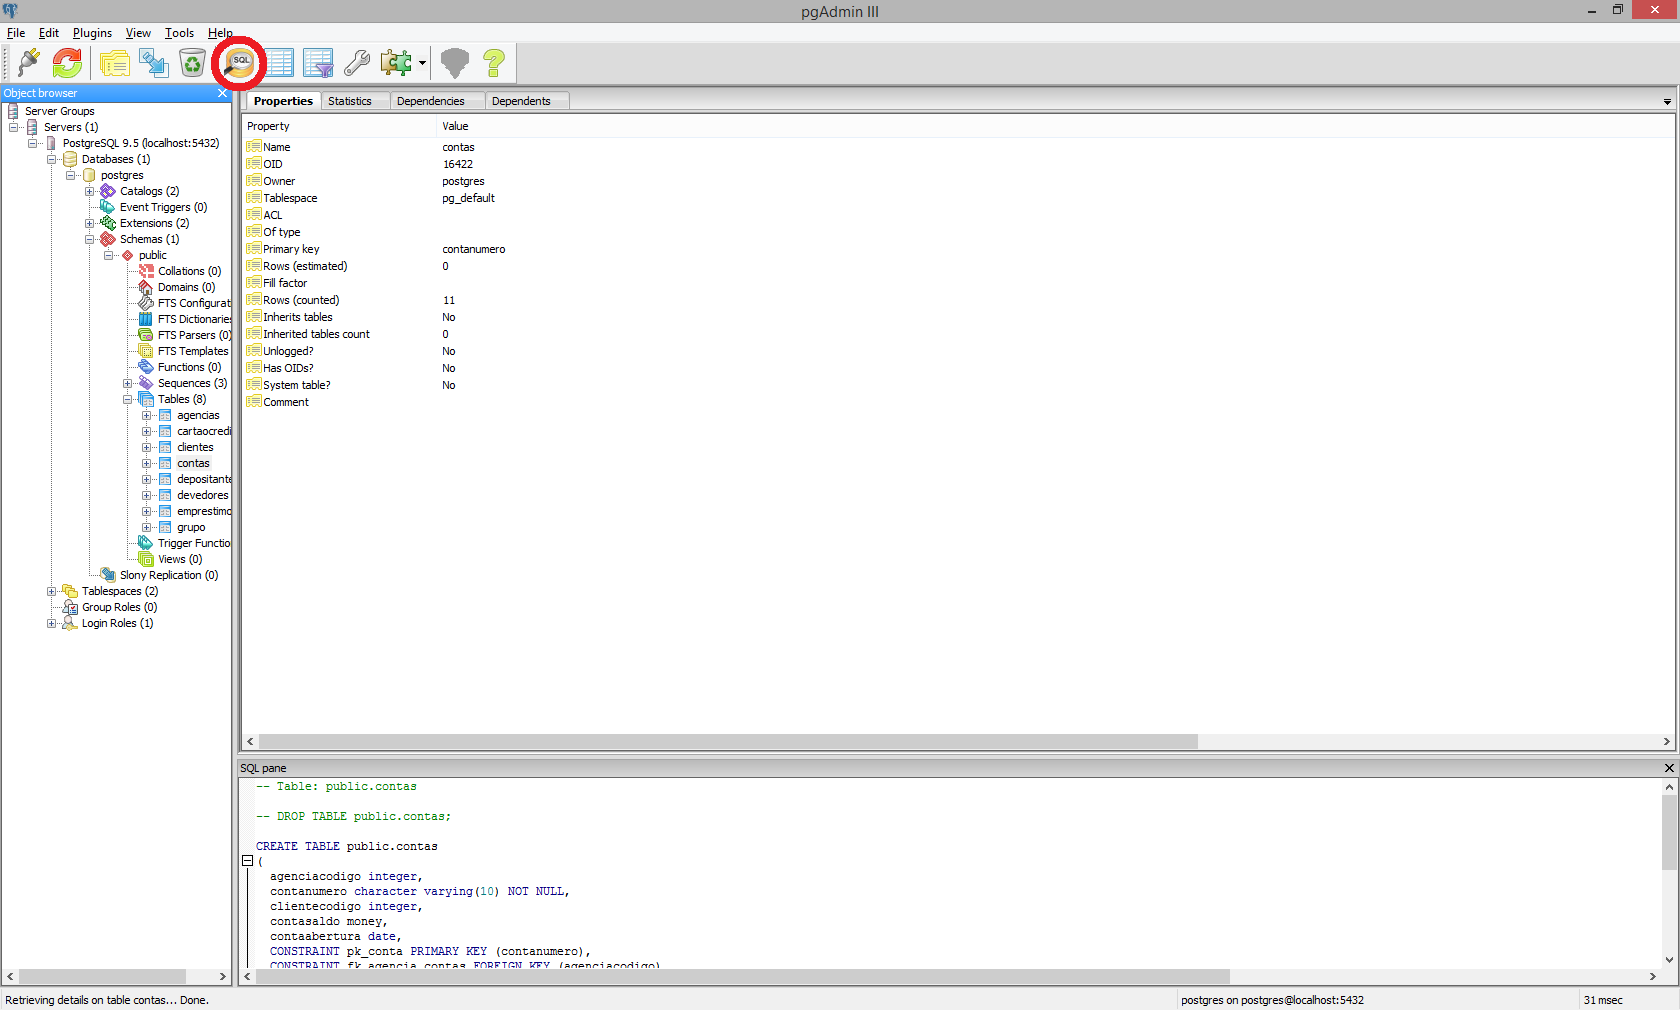 pgAdmin III
File Edit Plugins View Tools Help
SQL
Object browser
Server Groups
Servers (1)
PostgreSQL 9.5 (localhost:5432)
Databases (1)
postgres
Catalogs (2)
Event Triggers (0)
Extensions (2)
Schemas (1)
public
Collations (0)
Domains (0)
FTS Configurat
FTS Dictionaries
FTS Parsers (0)
FTS Templates
Functions (0)
Sequences (3)
Tables (8)
agencias
cartaocredi
clientes
contas
depositante
devedores
emprestimo
grupo
Trigger Functio
Views (0)
Slony Replication (0)
Tablespaces (2)
Group Roles (0)
Login Roles (1)
Properties Statistics Dependencies Dependents
Property Value
Name contas
OID 16422
Owner postgres
Tablespace pg_default
ACL
Of type
Primary key contanumero
Rows (estimated) 0
Fill factor
Rows (counted) 11
Inherits tables No
Inherited tables count 0
Unlogged? No
Has OIDs? No
System table? No
Comment
SQL pane
-- Table: public.contas
-- DROP TABLE public.contas;
CREATE TABLE public.contas
(
agenciacodigo integer,
contanumero character varying(10) NOT NULL,
clientecodigo integer,
contasaldo money,
contaabertura date,
CONSTRAINT pk_conta PRIMARY KEY (contanumero),
CONSTRAINT fk_agencia_contas FOREIGN KEY (agenciacodigo)
Retrieving details on table contas... Done.
postgres on postgres@localhost:5432
31 msec